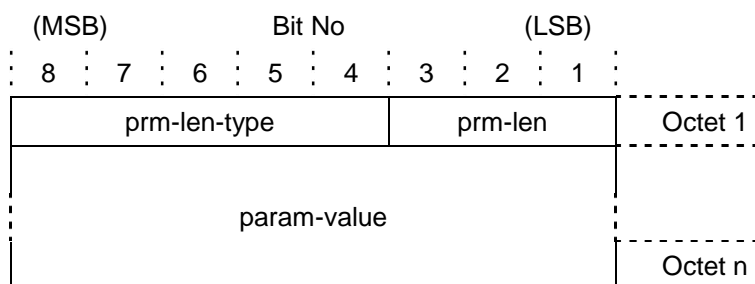 (MSB) Bit No (LSB)
8 7 6 5 4 3 2 1
prm-len-type prm-len Octet 1
param-value
Octet n